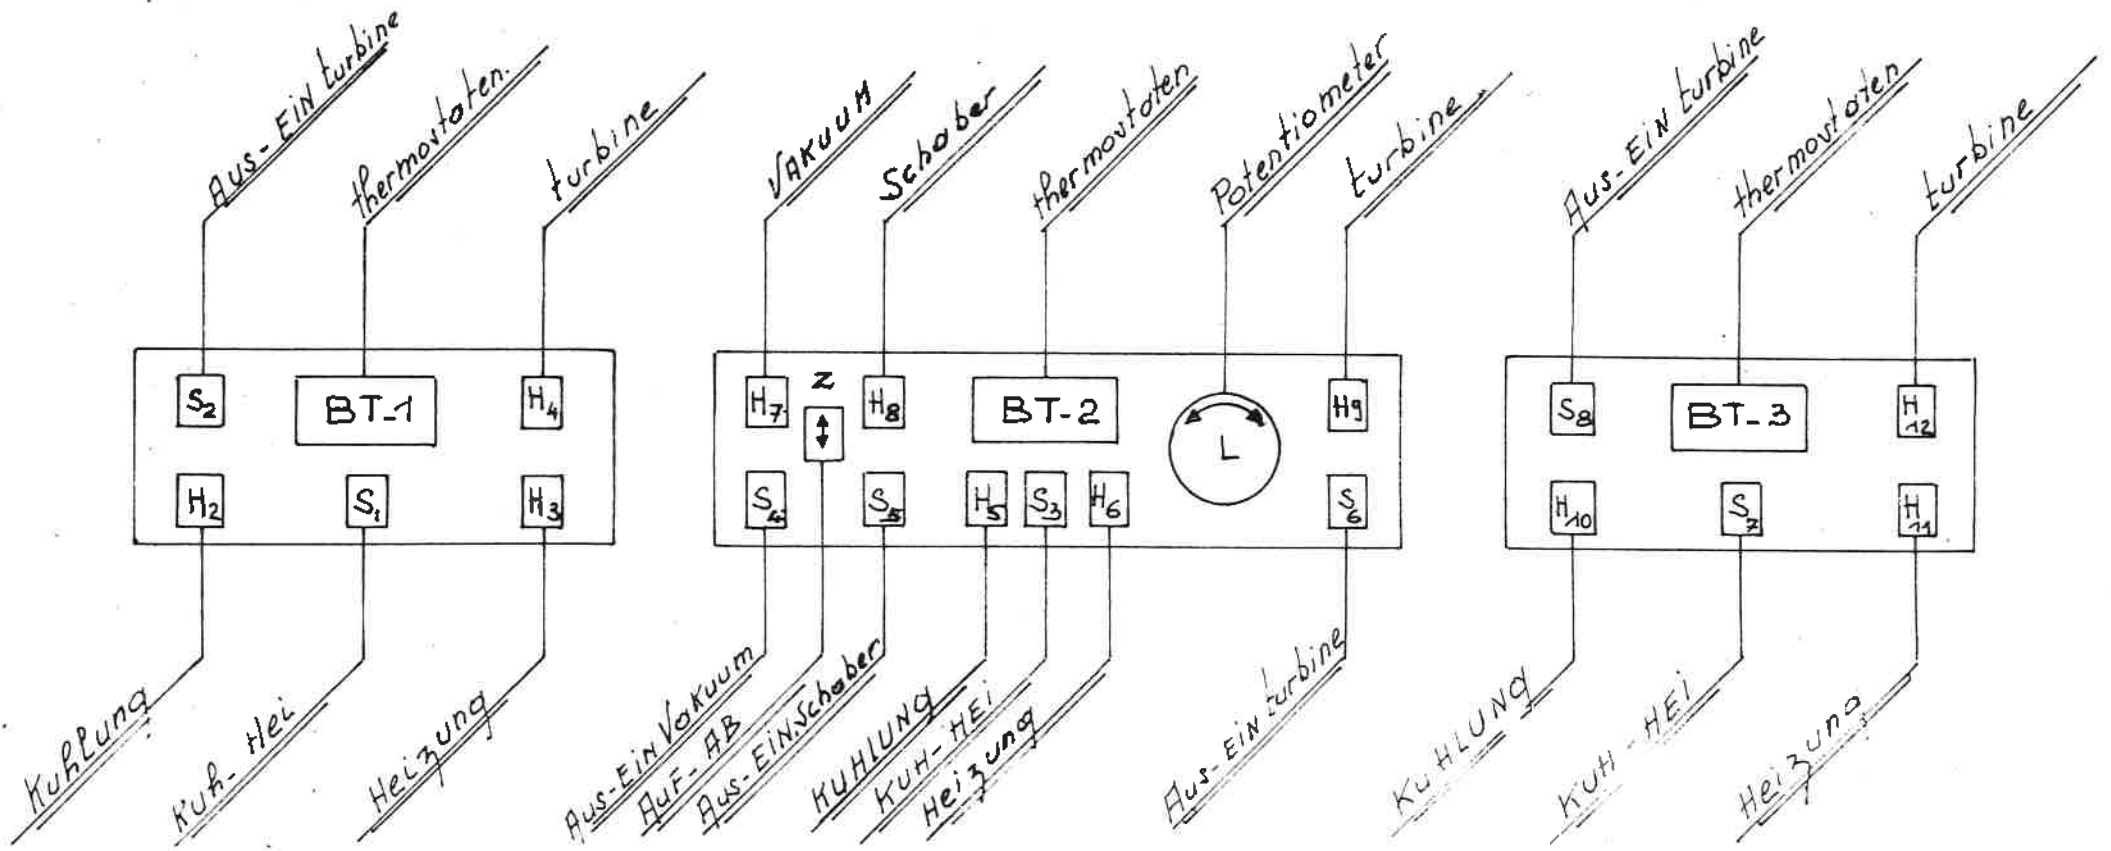 Aus-EiN turbine
thermostaten.
turbine
VAKUUM
Schaber
thermostaten
Potentiometer
turbine
Aus-EiN turbine
thermostaten
turbine
S2
BT-1
H4
H2
S1
H3
H7
Z
H8
BT-2
L
H9
S4
S5
H5
S3
H6
S6
S8
BT-3
H12
H10
S7
H11
Kuhlung
Kuh-Hei
Heizung
Aus-EiN Vakuum
AuF-AB
Aus-EiN.Schaber
KUHLUNg
KUH-HEi
Heizung
Aus-Ein turbine
KuHLUNg
KUH-HEi
Heizung